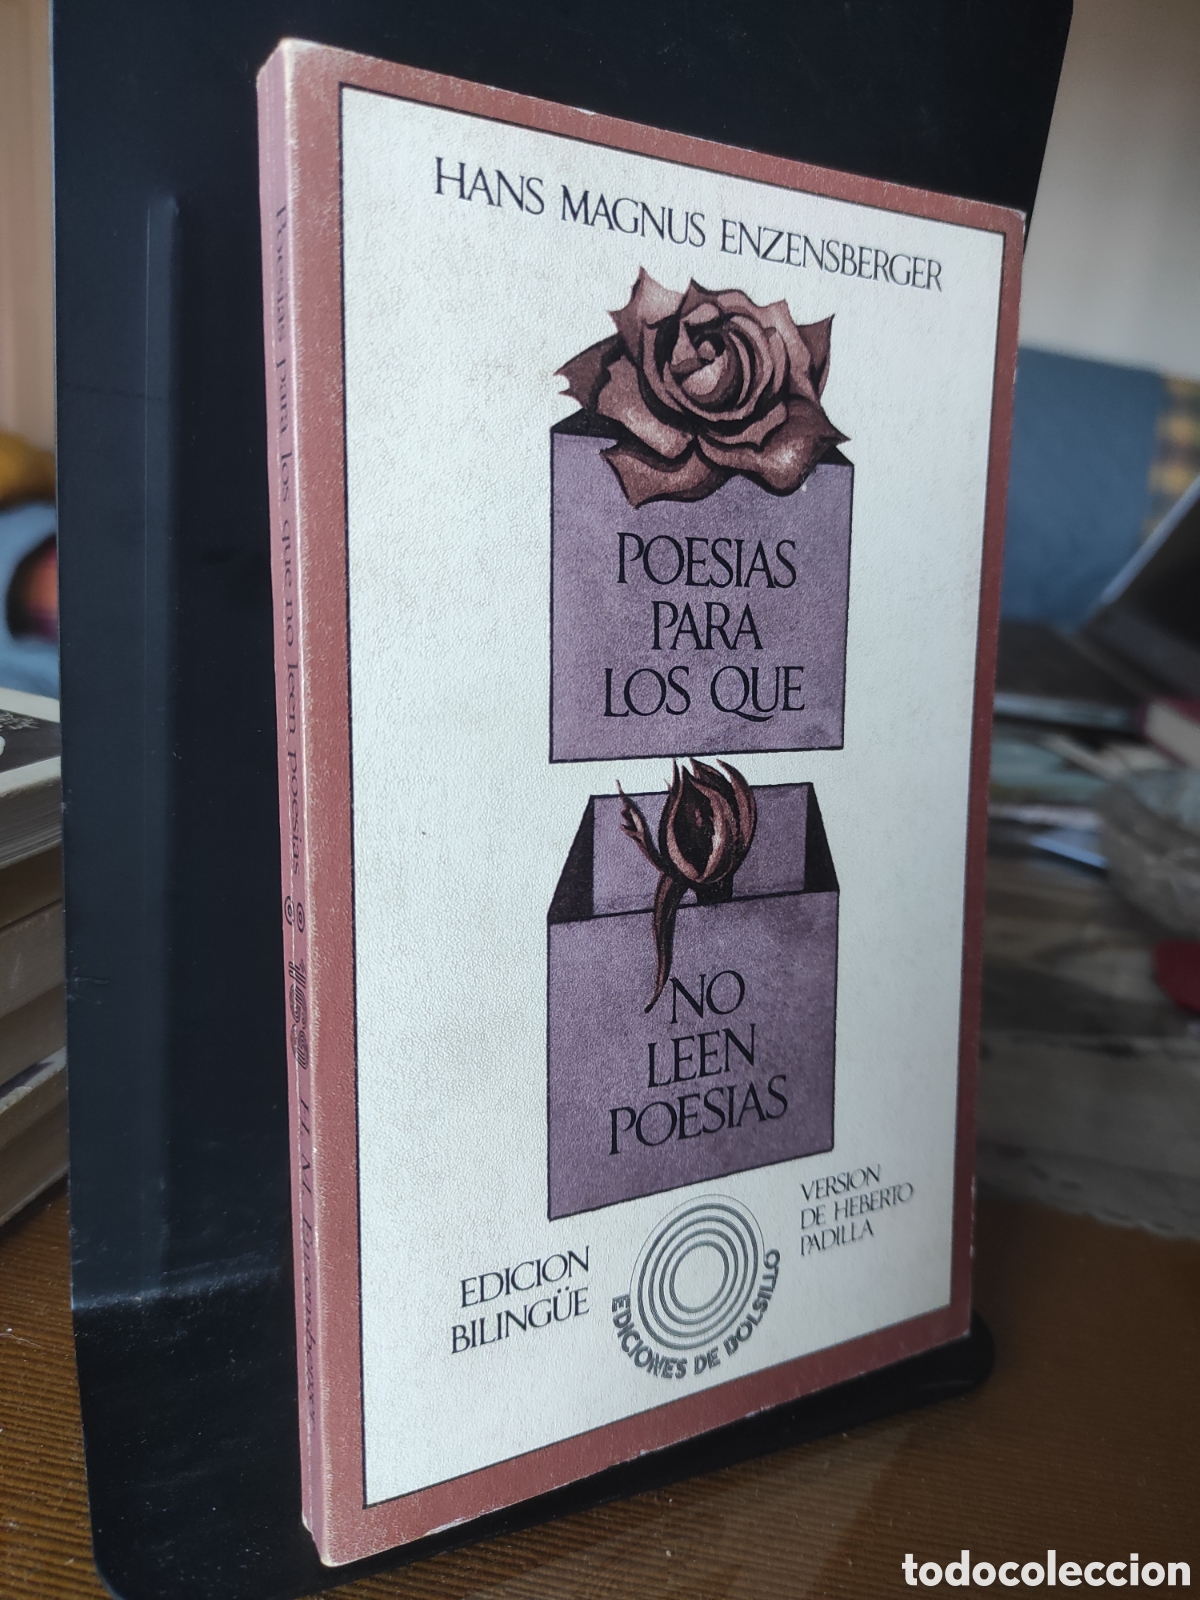 HANS MAGNUS ENZENSBERGER
POESIAS
PARA
LOS QUE
NO
LEEN
POESIAS
EDICION
BILINGÜE
EDICIONES DE BOLSILLO
VERSION
DE HEBERTO
PADILLA
Poesías para los que no leen poesías
H. M. Enzensberger
todocoleccion